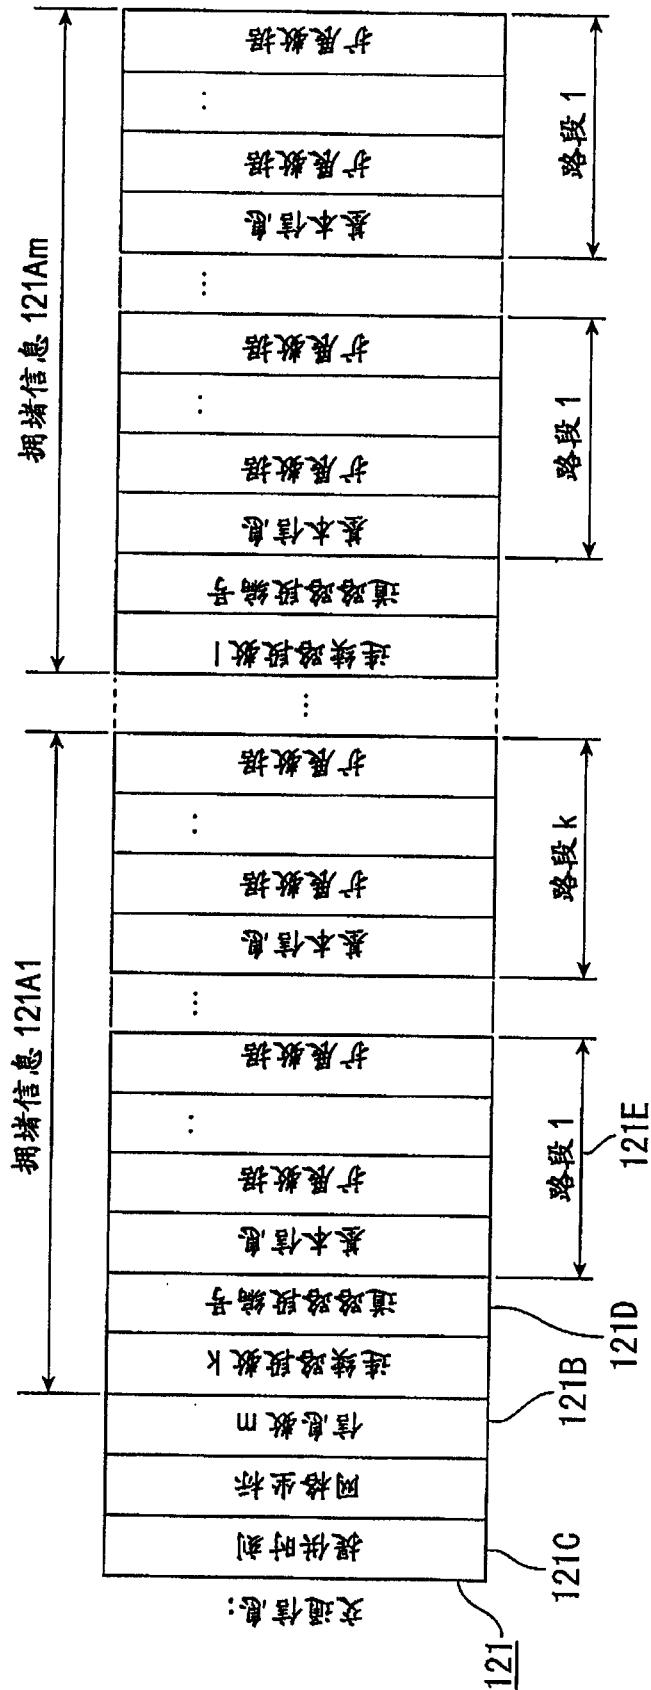 拥堵信息 121A1
拥堵信息 121Am
交通信息:
提供时刻
网格坐标
信息数 m
连续路段数 k
道路路段编号
基本信息
扩展数据
…
扩展数据
…
基本信息
扩展数据
…
扩展数据
…
连续路段数 l
道路路段编号
基本信息
扩展数据
…
扩展数据
…
基本信息
扩展数据
…
扩展数据
路段 1
路段 k
路段 1
路段 1
121
121C
121B
121D
121E